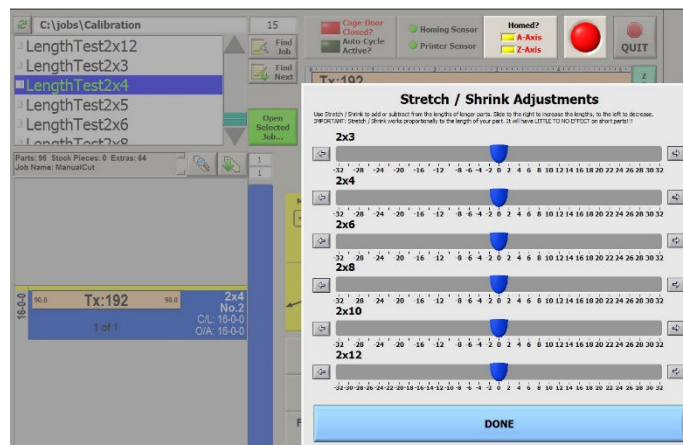 C:\jobs\Calibration
15
LengthTest2x12
LengthTest2x3
LengthTest2x4
LengthTest2x5
LengthTest2x6
LengthTest2x8
Find
Job
Find
Next
Open
Selected
Job...
Cage-Door
Closed?
Auto-Cycle
Active?
Homing Sensor
Printer Sensor
Homed?
A-Axis
Z-Axis
QUIT
Tx:192
Z
Parts: 96 Stock Pieces: 0 Extras: 64
Job Name: ManualCut
1
1
16-0-0
90.0
Tx:192
90.0
1 of 1
2x4
No.2
C/L: 16-0-0
O/A: 16-0-0
Stretch / Shrink Adjustments
Use Stretch / Shrink to add or subtract from the lengths of longer parts. Slide to the right to increase the lengths, to the left to decrease.
IMPORTANT: Stretch / Shrink works proportionally to the length of your part. It will have LITTLE TO NO EFFECT on short parts!!!
2x3
-32 -28 -24 -20 -16 -12 -8 -6 -4 -2 0 2 4 6 8 10 12 14 16 18 20 22 24 26 28 30 32
2x4
-32 -28 -24 -20 -16 -12 -8 -6 -4 -2 0 2 4 6 8 10 12 14 16 18 20 22 24 26 28 30 32
2x6
-32 -28 -24 -20 -16 -12 -8 -6 -4 -2 0 2 4 6 8 10 12 14 16 18 20 22 24 26 28 30 32
2x8
-32 -28 -24 -20 -16 -12 -8 -6 -4 -2 0 2 4 6 8 10 12 14 16 18 20 22 24 26 28 30 32
2x10
-32 -28 -24 -20 -16 -12 -8 -6 -4 -2 0 2 4 6 8 10 12 14 16 18 20 22 24 26 28 30 32
2x12
-32-30-28-26-24-22-20-18-16-14-12-10 -8 -6 -4 -2 0 2 4 6 8 10 12 14 16 18 20 22 24 26 28 30 32
DONE